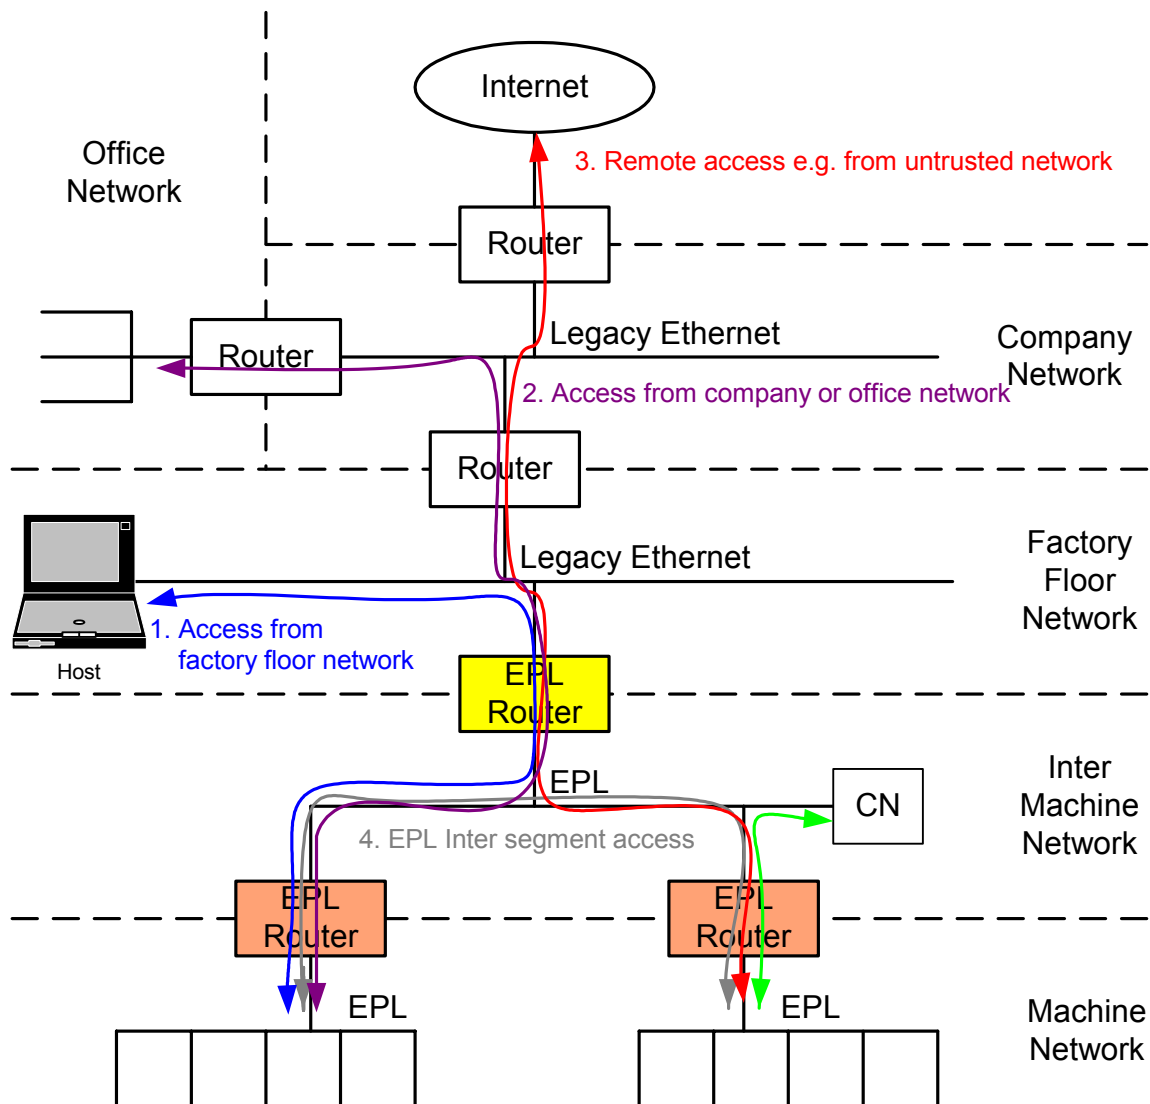 Internet
Office
Network
3. Remote access e.g. from untrusted network
Router
Legacy Ethernet
Company
Network
Router
2. Access from company or office network
Router
Legacy Ethernet
Factory
Floor
Network
1. Access from
factory floor network
Host
EPL
Router
EPL
Inter
Machine
Network
CN
4. EPL Inter segment access
EPL
Router
EPL
Router
EPL
EPL
Machine
Network